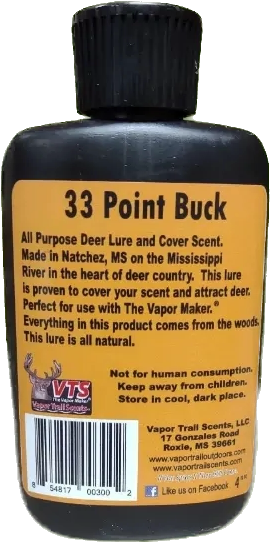 33 Point Buck
All Purpose Deer Lure and Cover Scent.
Made in Natchez, MS on the Mississippi
River in the heart of deer country. This lure
is proven to cover your scent and attract deer.
Perfect for use with The Vapor Maker.®
Everything in this product comes from the woods.
This lure is all natural.
Not for human consumption.
Keep away from children.
Store in cool, dark place.
VTS
The Vapor Maker
Vapor Trail Scents
Vapor Trail Scents, LLC
17 Gonzales Road
Roxie, MS 39661
www.vaportrailoutdoors.com
www.vaportrailscents.com
f Like us on Facebook
8 54817 00300 2